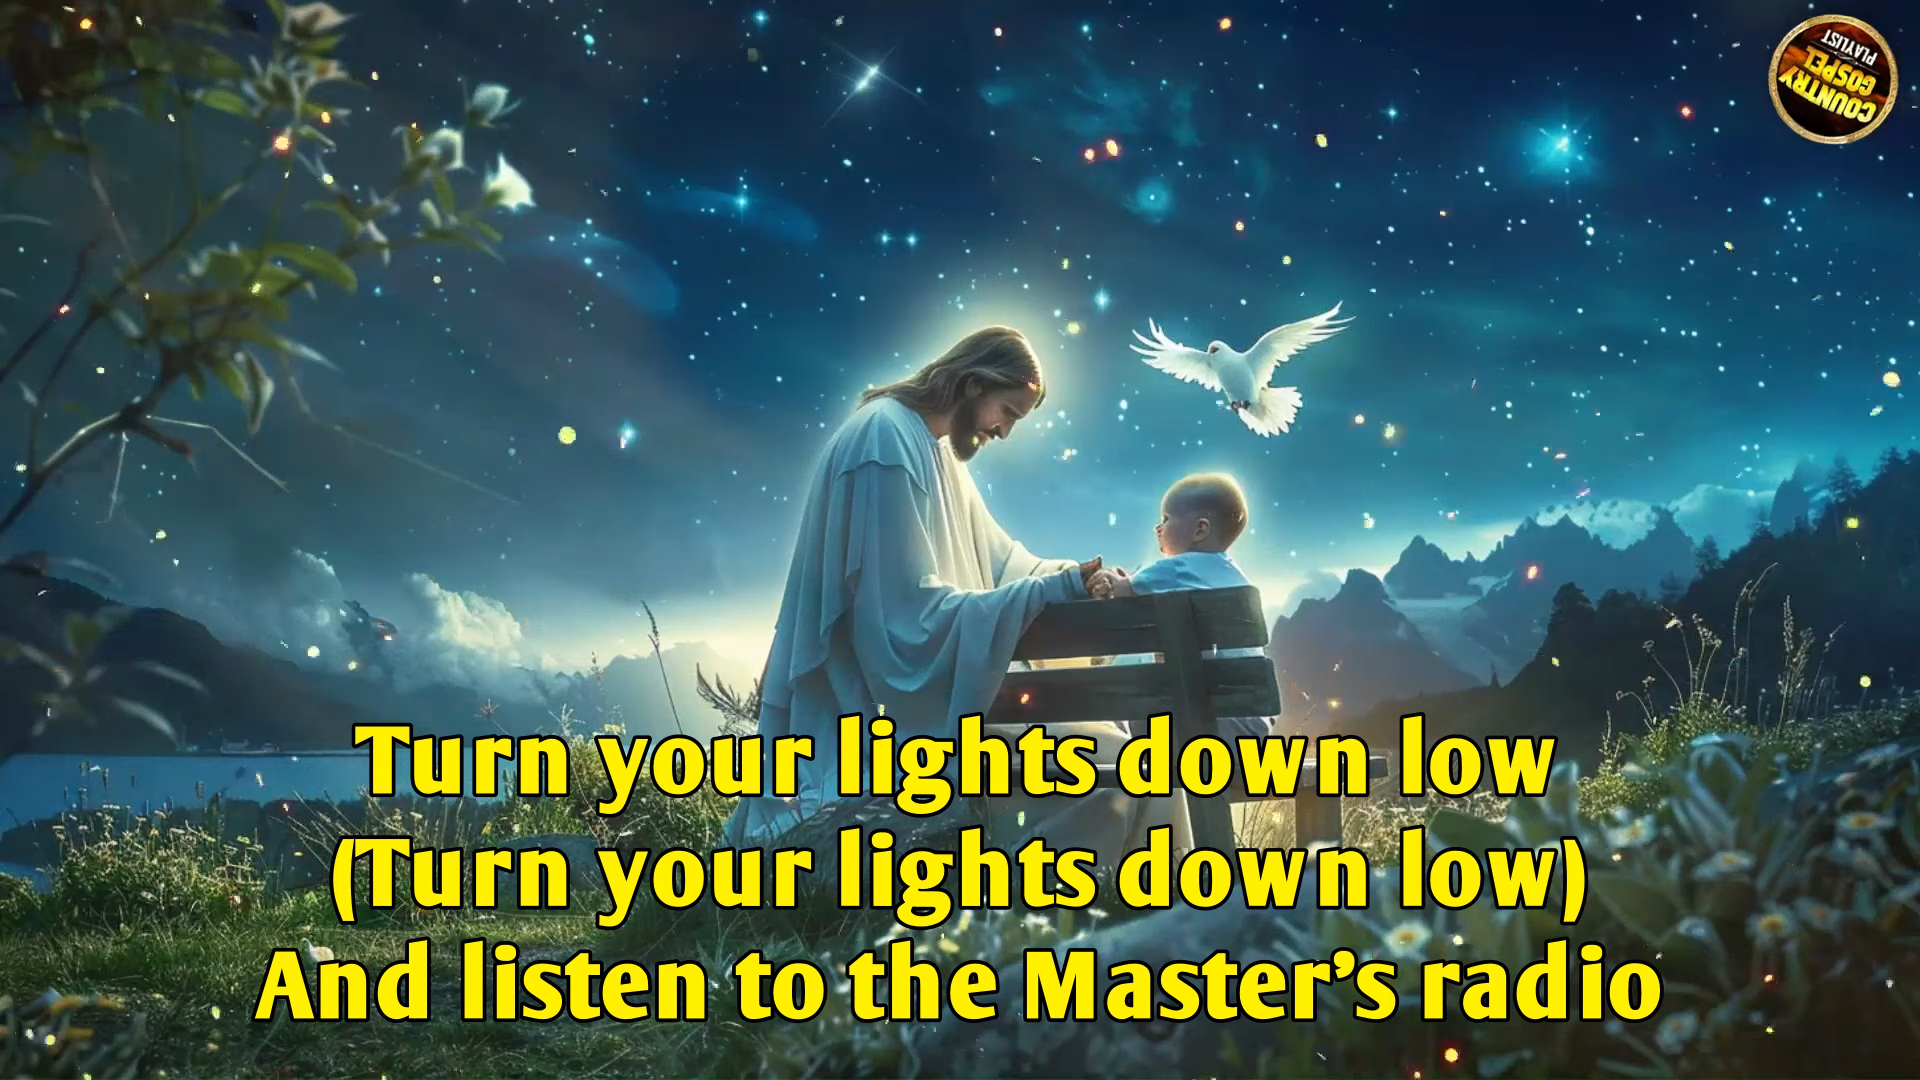 COUNTRY
GOSPEL
PLAYLIST
Turn your lights down low
(Turn your lights down low)
And listen to the Master's radio